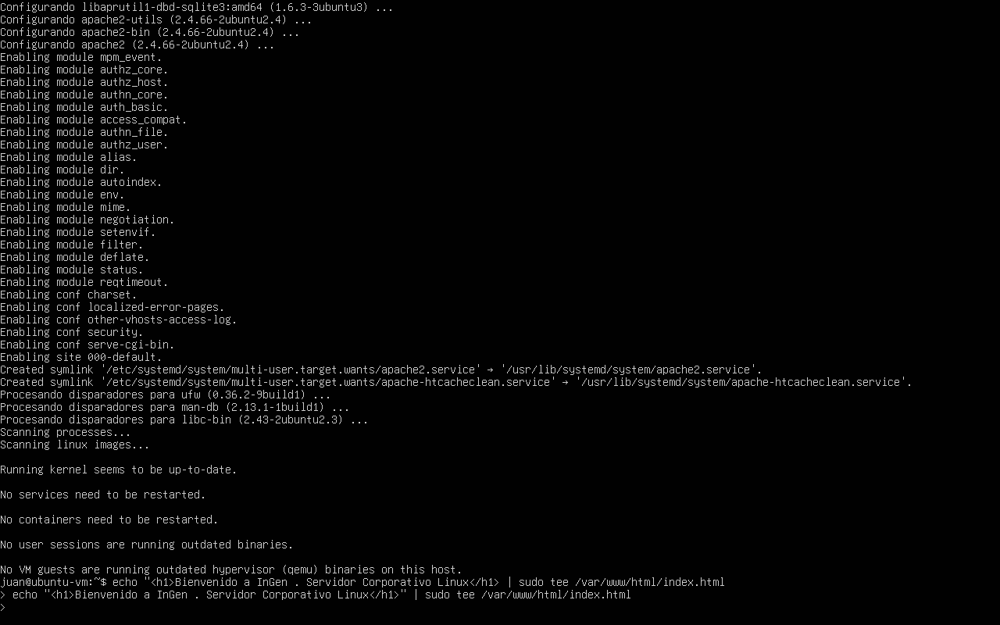 Configurando libaprutil1-dbd-sqlite3:amd64 (1.6.3-3ubuntu3) ...
Configurando apache2-utils (2.4.66-2ubuntu2.4) ...
Configurando apache2-bin (2.4.66-2ubuntu2.4) ...
Configurando apache2 (2.4.66-2ubuntu2.4) ...
Enabling module mpm_event.
Enabling module authz_core.
Enabling module authz_host.
Enabling module authn_core.
Enabling module auth_basic.
Enabling module access_compat.
Enabling module authn_file.
Enabling module authz_user.
Enabling module alias.
Enabling module dir.
Enabling module autoindex.
Enabling module env.
Enabling module mime.
Enabling module negotiation.
Enabling module setenvif.
Enabling module filter.
Enabling module deflate.
Enabling module status.
Enabling module reqtimeout.
Enabling conf charset.
Enabling conf localized-error-pages.
Enabling conf other-vhosts-access-log.
Enabling conf security.
Enabling conf serve-cgi-bin.
Enabling site 000-default.
Created symlink '/etc/systemd/system/multi-user.target.wants/apache2.service' → '/usr/lib/systemd/system/apache2.service'.
Created symlink '/etc/systemd/system/multi-user.target.wants/apache-htcacheclean.service' → '/usr/lib/systemd/system/apache-htcacheclean.service'.
Procesando disparadores para ufw (0.36.2-9build1) ...
Procesando disparadores para man-db (2.13.1-1build1) ...
Procesando disparadores para libc-bin (2.43-2ubuntu2.3) ...
Scanning processes...
Scanning linux images...
Running kernel seems to be up-to-date.
No services need to be restarted.
No containers need to be restarted.
No user sessions are running outdated binaries.
No VM guests are running outdated hypervisor (qemu) binaries on this host.
juan@ubuntu-vm:~$ echo "<h1>Bienvenido a InGen . Servidor Corporativo Linux</h1> | sudo tee /var/www/html/index.html
> echo "<h1>Bienvenido a InGen . Servidor Corporativo Linux</h1>" | sudo tee /var/www/html/index.html
>